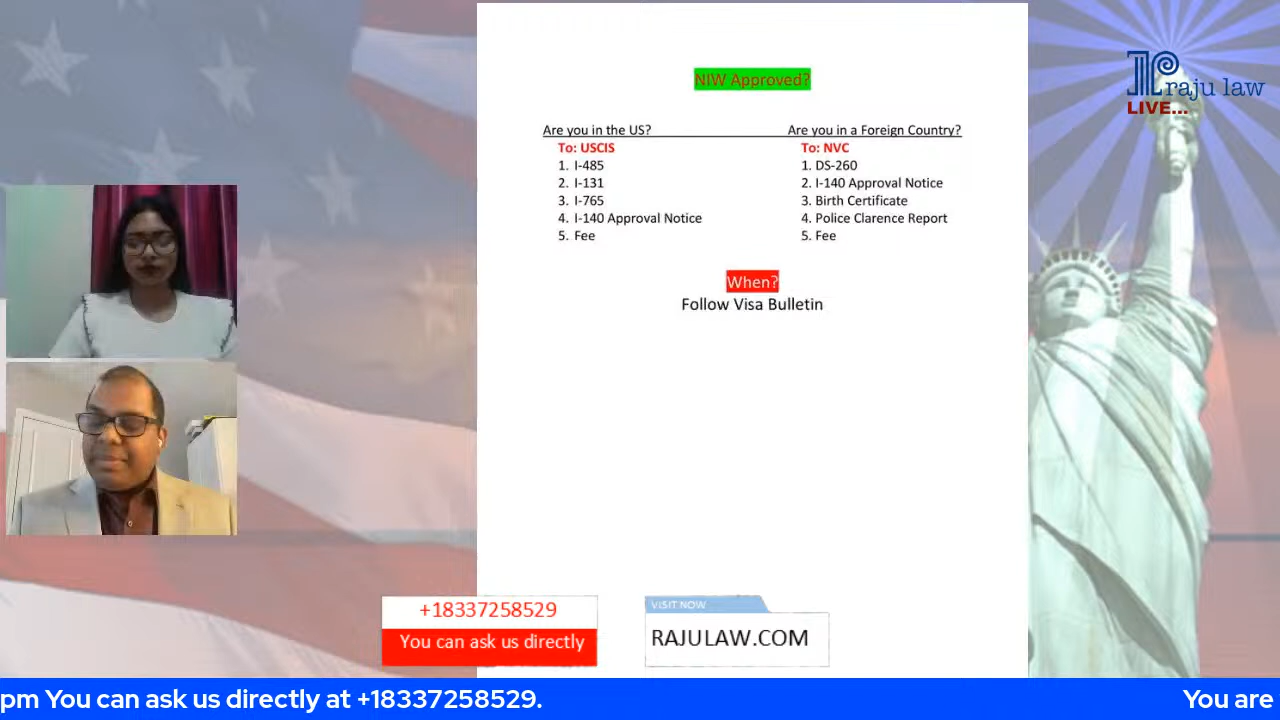 NIW Approved?
raju law
LIVE...
Are you in the US? Are you in a Foreign Country?
To: USCIS To: NVC
1. I-485 1. DS-260
2. I-131 2. I-140 Approval Notice
3. I-765 3. Birth Certificate
4. I-140 Approval Notice 4. Police Clarence Report
5. Fee 5. Fee
When?
Follow Visa Bulletin
+18337258529
You can ask us directly
VISIT NOW
RAJULAW.COM
pm You can ask us directly at +18337258529. You are